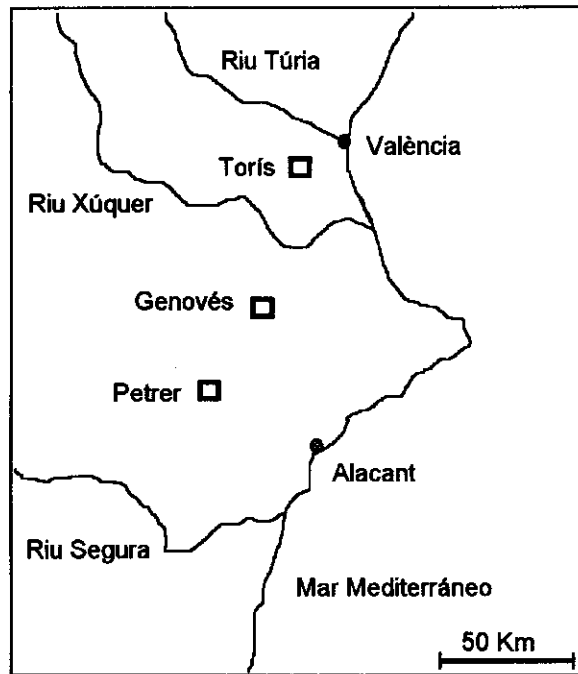 Riu Túria
València
Torís
Riu Xúquer
Genovés
Petrer
Alacant
Riu Segura
Mar Mediterráneo
50 Km